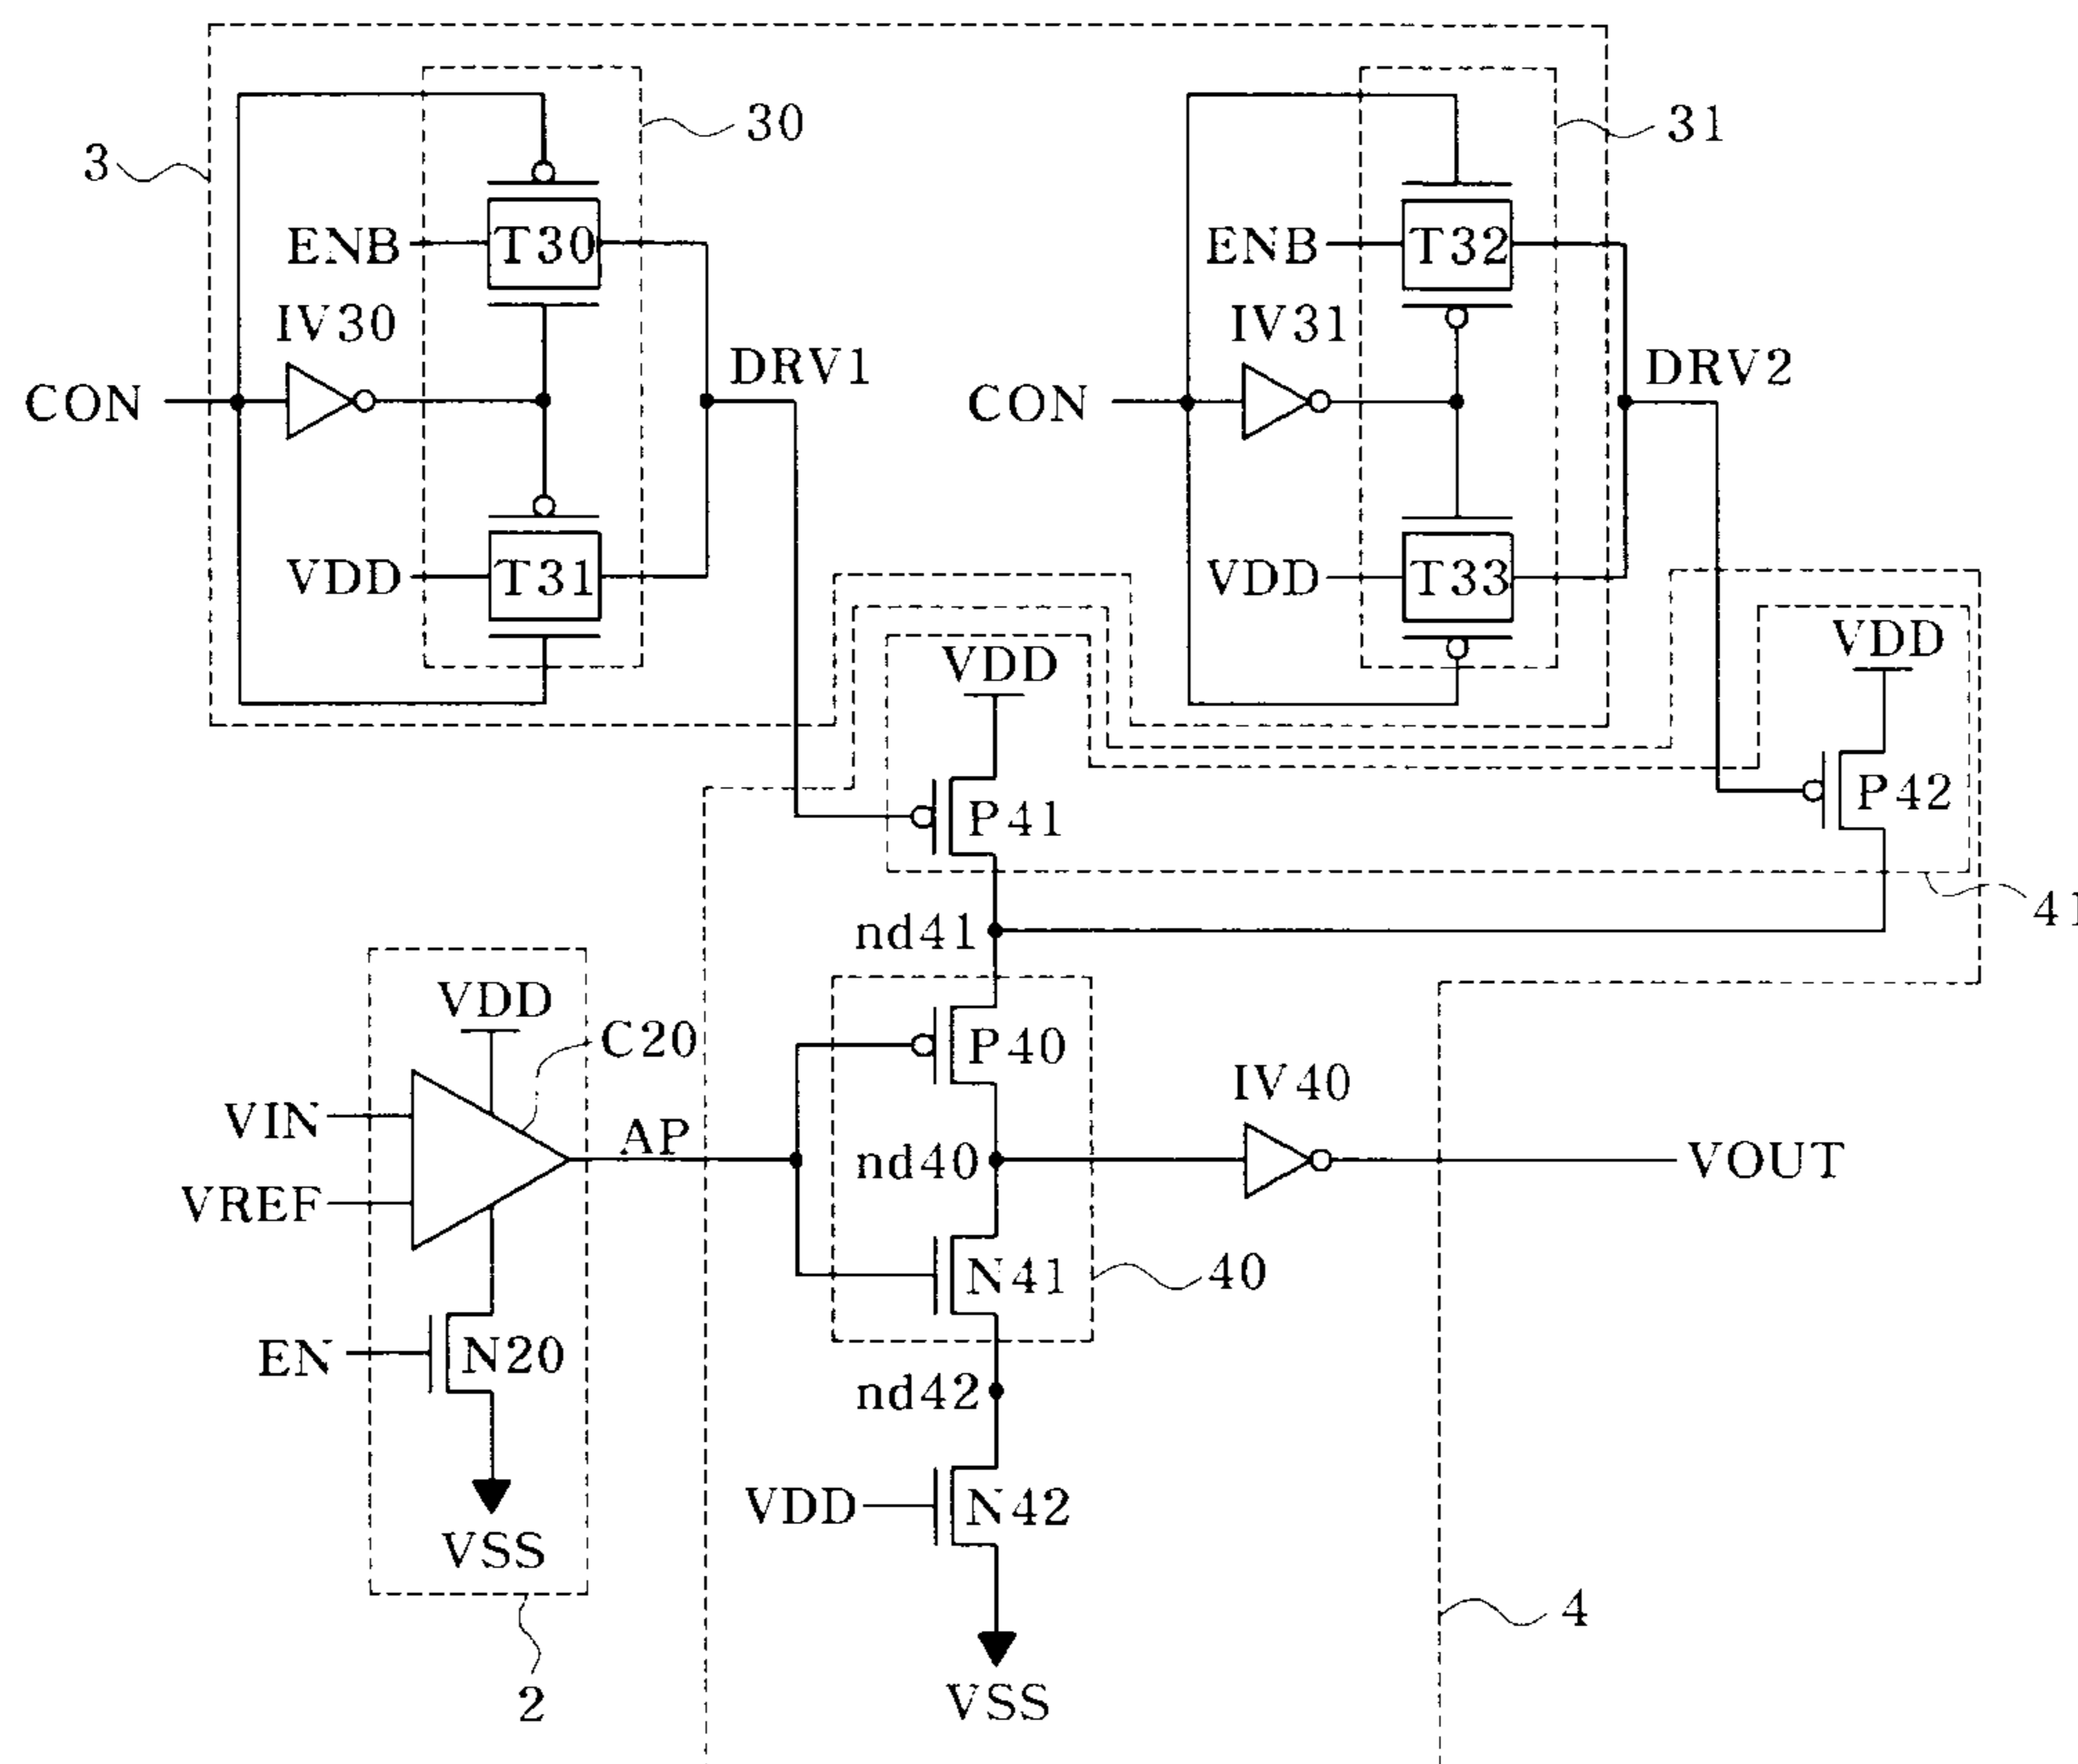 30
31
3
ENB
T30
ENB
T32
IV30
IV31
CON
DRV1
CON
DRV2
VDD
T31
VDD
T33
VDD
VDD
P41
P42
41
nd41
VDD
C20
P40
IV40
VIN
AP
nd40
VOUT
VREF
N41
40
EN
N20
nd42
VDD
N42
VSS
4
2
VSS